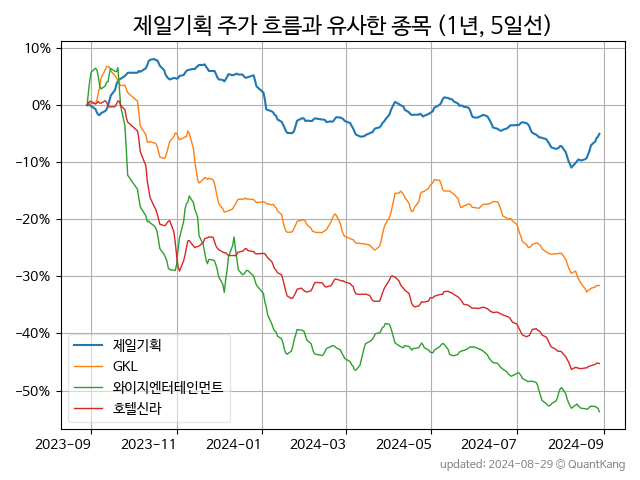 제일기획 주가 흐름과 유사한 종목 (1년, 5일선)
10%
0%
−10%
−20%
−30%
−40%
−50%
제일기획
GKL
와이지엔터테인먼트
호텔신라
2023-09 2023-11 2024-01 2024-03 2024-05 2024-07 2024-09
updated: 2024-08-29 © QuantKang